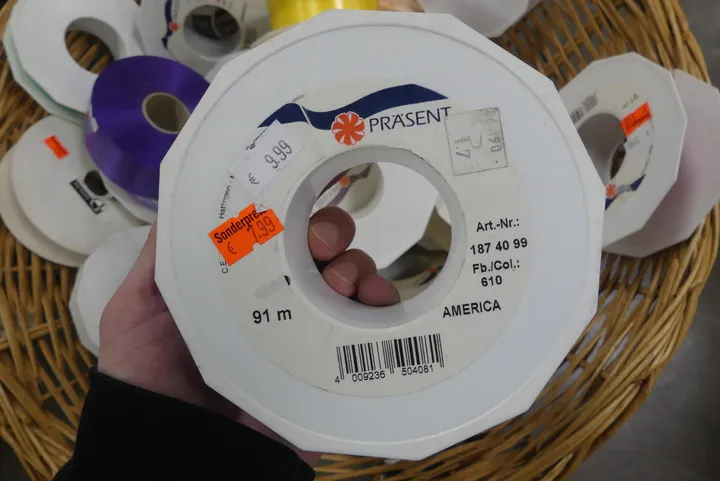 PRÄSENT
€ 9.99
Sonderpreis
€ 1.99
Art.-Nr.:
187 40 99
Fb./Col.:
610
91 m
AMERICA
4 009236 504081